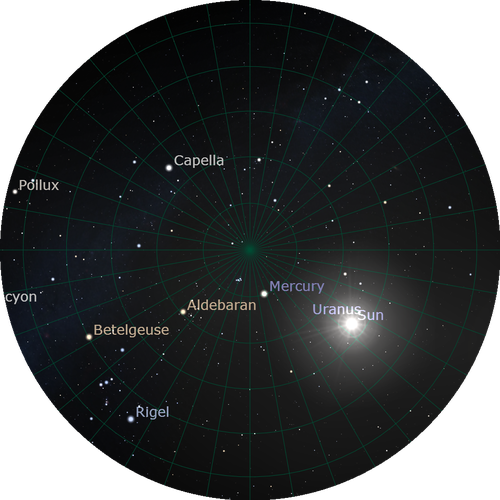 Capella
Pollux
cyon
Mercury
Aldebaran
Uranus
Sun
Betelgeuse
Rigel